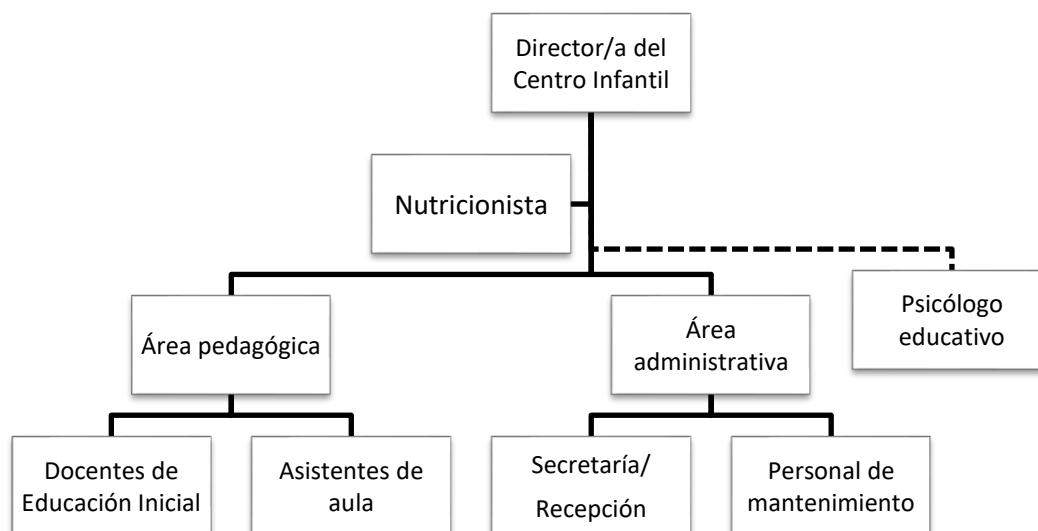 Director/a del
Centro Infantil
Nutricionista
Psicólogo
educativo
Área pedagógica
Área
administrativa
Docentes de
Educación Inicial
Asistentes de
aula
Secretaría/
Recepción
Personal de
mantenimiento